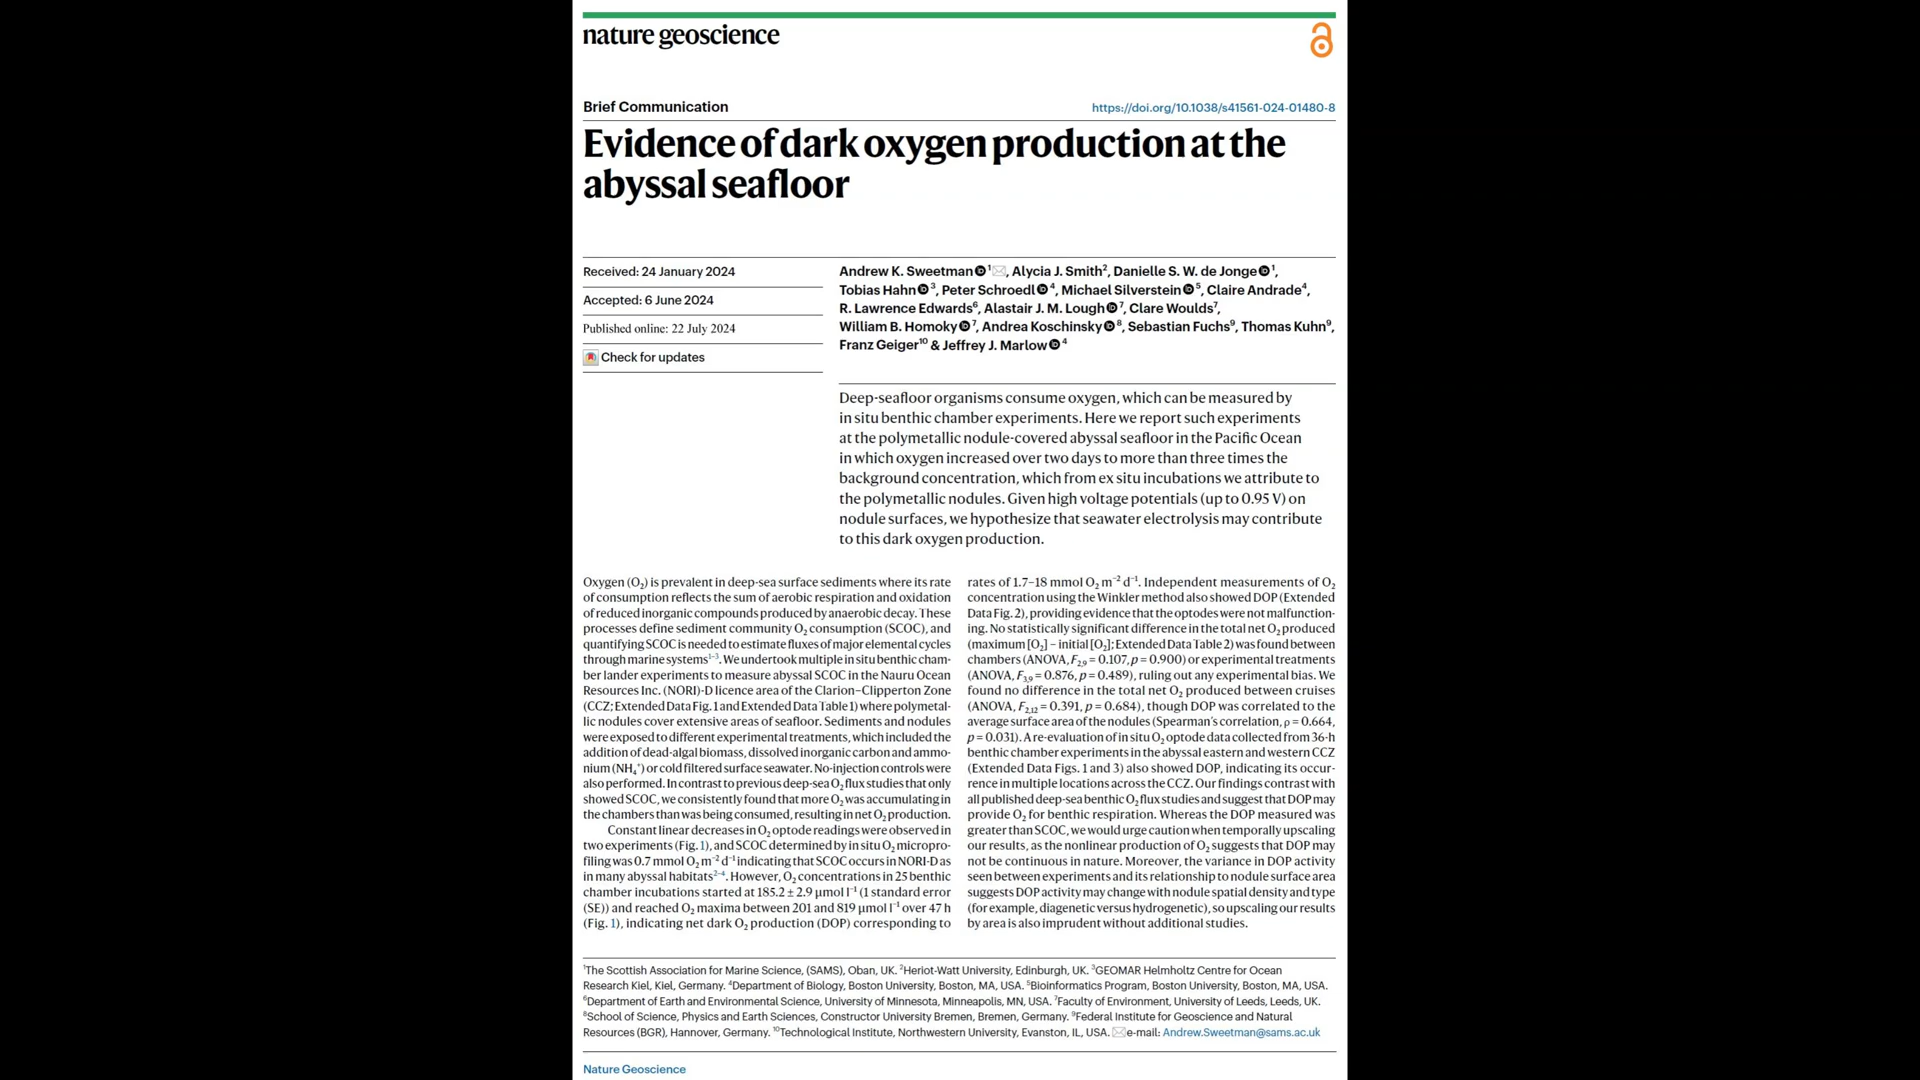 nature geoscience
Brief Communication
https://doi.org/10.1038/s41561-024-01480-8
Evidence of dark oxygen production at the
abyssal seafloor
Received: 24 January 2024
Accepted: 6 June 2024
Published online: 22 July 2024
Check for updates
Andrew K. Sweetman¹, Alycia J. Smith², Danielle S. W. de Jonge¹,
Tobias Hahn³, Peter Schroedl⁴, Michael Silverstein⁵, Claire Andrade⁴,
R. Lawrence Edwards⁶, Alastair J. M. Lough⁷, Clare Woulds⁷,
William B. Homoky⁷, Andrea Koschinsky⁸, Sebastian Fuchs⁹, Thomas Kuhn⁹,
Franz Geiger¹⁰ & Jeffrey J. Marlow⁴
Deep-seafloor organisms consume oxygen, which can be measured by
in situ benthic chamber experiments. Here we report such experiments
at the polymetallic nodule-covered abyssal seafloor in the Pacific Ocean
in which oxygen increased over two days to more than three times the
background concentration, which from ex situ incubations we attribute to
the polymetallic nodules. Given high voltage potentials (up to 0.95 V) on
nodule surfaces, we hypothesize that seawater electrolysis may contribute
to this dark oxygen production.
Oxygen (O₂) is prevalent in deep-sea surface sediments where its rate
of consumption reflects the sum of aerobic respiration and oxidation
of reduced inorganic compounds produced by anaerobic decay. These
processes define sediment community O₂ consumption (SCOC), and
quantifying SCOC is needed to estimate fluxes of major elemental cycles
through marine systems¹⁻³. We undertook multiple in situ benthic cham-
ber lander experiments to measure abyssal SCOC in the Nauru Ocean
Resources Inc. (NORI)-D licence area of the Clarion–Clipperton Zone
(CCZ; Extended Data Fig. 1 and Extended Data Table 1) where polymetal-
lic nodules cover extensive areas of seafloor. Sediments and nodules
were exposed to different experimental treatments, which included the
addition of dead-algal biomass, dissolved inorganic carbon and ammo-
nium (NH₄⁺) or cold filtered surface seawater. No-injection controls were
also performed. In contrast to previous deep-sea O₂ flux studies that only
showed SCOC, we consistently found that more O₂ was accumulating in
the chambers than was being consumed, resulting in net O₂ production.
Constant linear decreases in O₂ optode readings were observed in
two experiments (Fig. 1), and SCOC determined by in situ O₂ micropro-
filing was 0.7 mmol O₂ m⁻² d⁻¹ indicating that SCOC occurs in NORI-D as
in many abyssal habitats²⁻⁴. However, O₂ concentrations in 25 benthic
chamber incubations started at 185.2 ± 2.9 µmol l⁻¹ (1 standard error
(SE)) and reached O₂ maxima between 201 and 819 µmol l⁻¹ over 47 h
(Fig. 1), indicating net dark O₂ production (DOP) corresponding to
rates of 1.7–18 mmol O₂ m⁻² d⁻¹. Independent measurements of O₂
concentration using the Winkler method also showed DOP (Extended
Data Fig. 2), providing evidence that the optodes were not malfunction-
ing. No statistically significant difference in the total net O₂ produced
(maximum [O₂] – initial [O₂]; Extended Data Table 2) was found between
chambers (ANOVA, F₂,₉ = 0.107, p = 0.900) or experimental treatments
(ANOVA, F₃,₉ = 0.876, p = 0.489), ruling out any experimental bias. We
found no difference in the total net O₂ produced between cruises
(ANOVA, F₂,₁₂ = 0.391, p = 0.684), though DOP was correlated to the
average surface area of the nodules (Spearman's correlation, ρ = 0.664,
p = 0.031). A re-evaluation of in situ O₂ optode data collected from 36-h
benthic chamber experiments in the abyssal eastern and western CCZ
(Extended Data Figs. 1 and 3) also showed DOP, indicating its occur-
rence in multiple locations across the CCZ. Our findings contrast with
all published deep-sea benthic O₂ flux studies and suggest that DOP may
provide O₂ for benthic respiration. Whereas the DOP measured was
greater than SCOC, we would urge caution when temporally upscaling
our results, as the nonlinear production of O₂ suggests that DOP may
not be continuous in nature. Moreover, the variance in DOP activity
seen between experiments and its relationship to nodule surface area
suggests DOP activity may change with nodule spatial density and type
(for example, diagenetic versus hydrogenetic), so upscaling our results
by area is also imprudent without additional studies.
¹The Scottish Association for Marine Science, (SAMS), Oban, UK. ²Heriot-Watt University, Edinburgh, UK. ³GEOMAR Helmholtz Centre for Ocean
Research Kiel, Kiel, Germany. ⁴Department of Biology, Boston University, Boston, MA, USA. ⁵Bioinformatics Program, Boston University, Boston, MA, USA.
⁶Department of Earth and Environmental Science, University of Minnesota, Minneapolis, MN, USA. ⁷Faculty of Environment, University of Leeds, Leeds, UK.
⁸School of Science, Physics and Earth Sciences, Constructor University Bremen, Bremen, Germany. ⁹Federal Institute for Geoscience and Natural
Resources (BGR), Hannover, Germany. ¹⁰Technological Institute, Northwestern University, Evanston, IL, USA. e-mail: Andrew.Sweetman@sams.ac.uk
Nature Geoscience